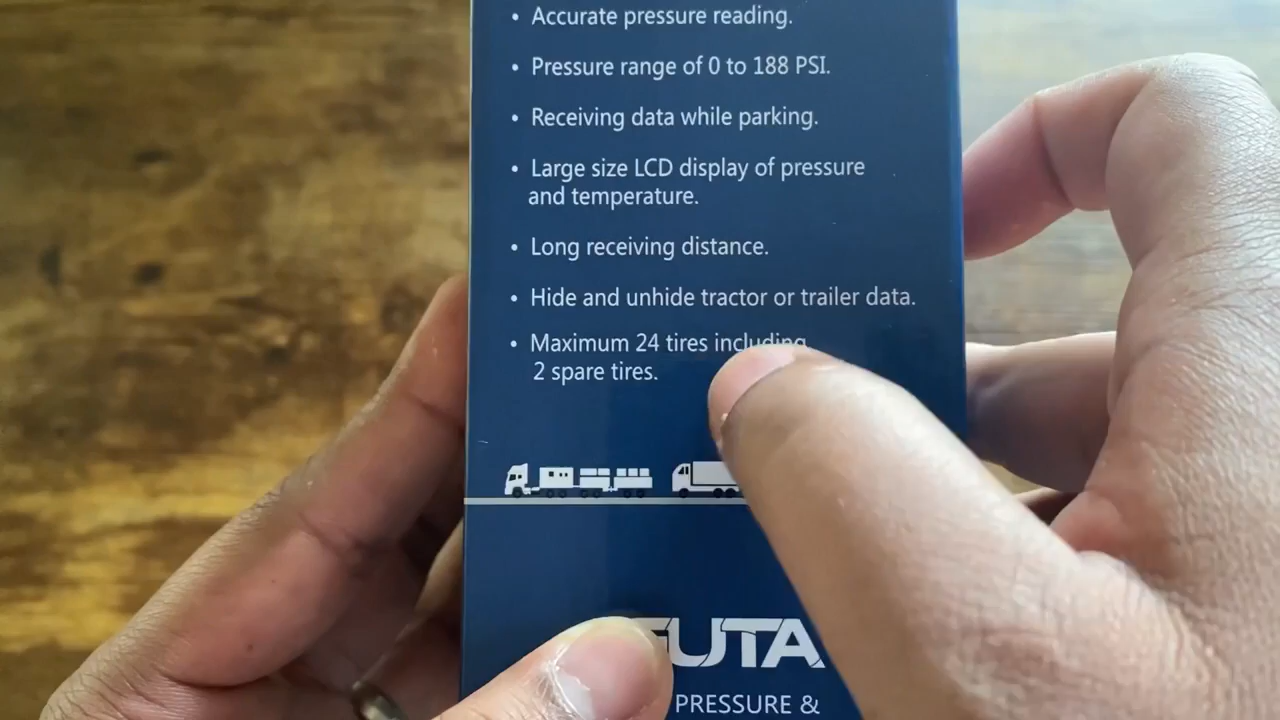 • Accurate pressure reading.
• Pressure range of 0 to 188 PSI.
• Receiving data while parking.
• Large size LCD display of pressure
and temperature.
• Long receiving distance.
• Hide and unhide tractor or trailer data.
• Maximum 24 tires including
2 spare tires.
GUTA
PRESSURE &